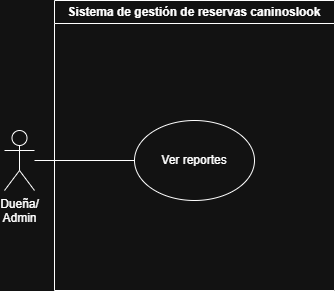 Sistema de gestión de reservas caninoslook
Ver reportes
Dueña/
Admin